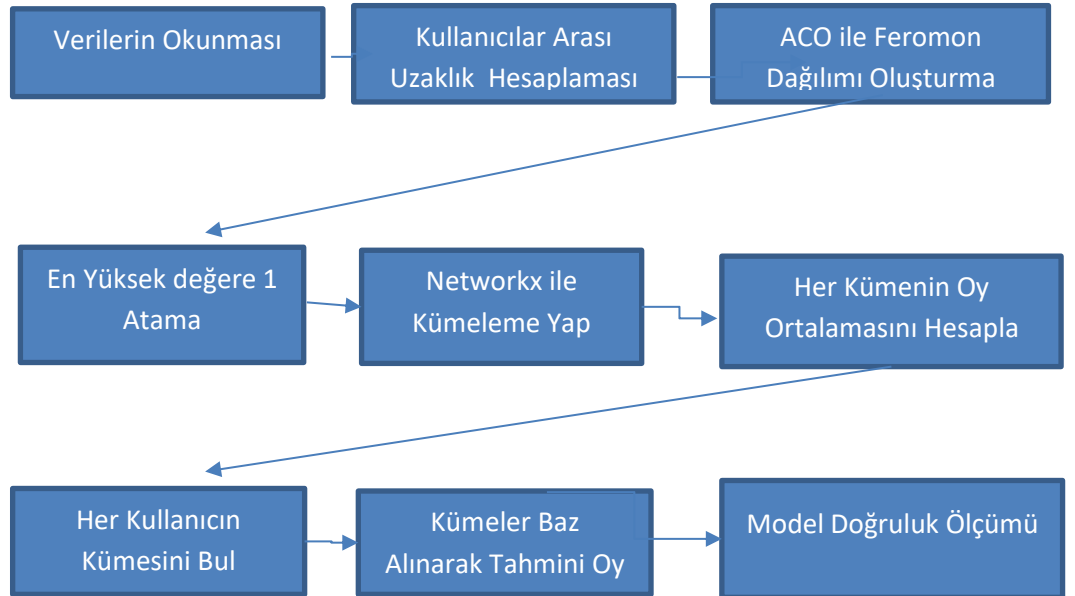 Verilerin Okunması
Kullanıcılar Arası
Uzaklık Hesaplaması
ACO ile Feromon
Dağılımı Oluşturma
En Yüksek değere 1
Atama
Networkx ile
Kümeleme Yap
Her Kümenin Oy
Ortalamasını Hesapla
Her Kullanıcın
Kümesini Bul
Kümeler Baz
Alınarak Tahmini Oy
Model Doğruluk Ölçümü